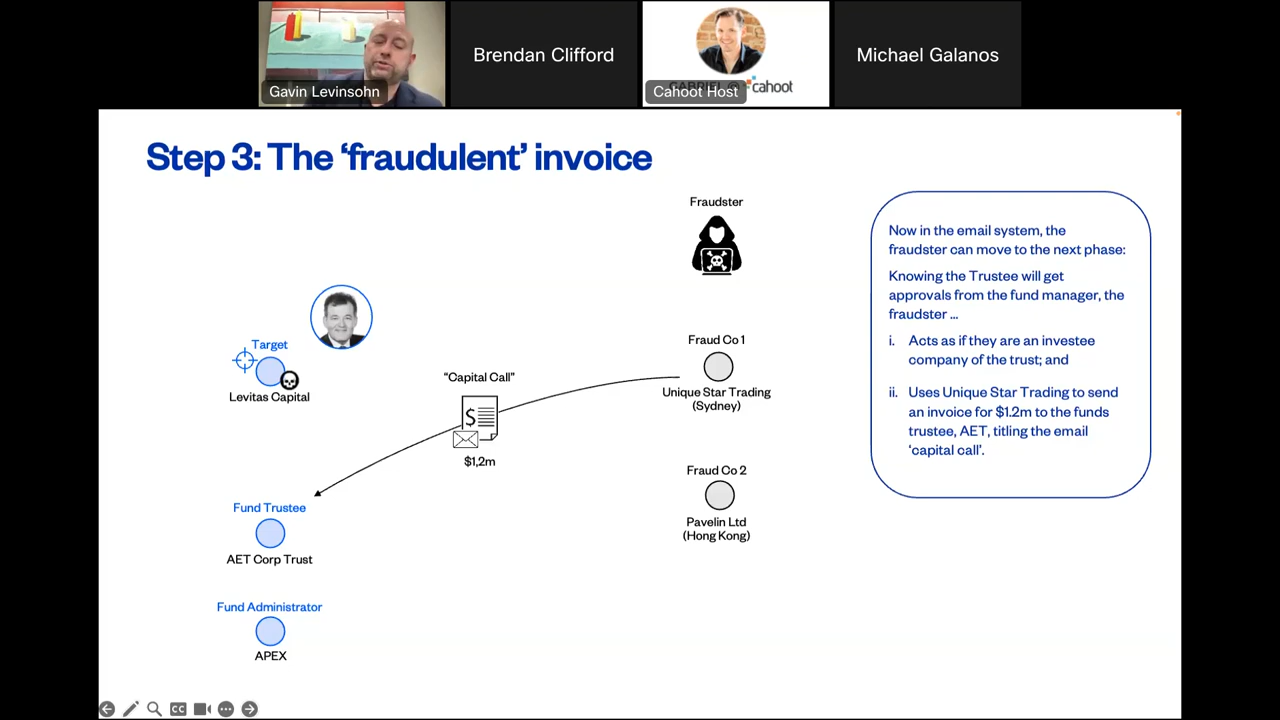 Gavin Levinsohn
Brendan Clifford
Cahoot Host
cahoot
Michael Galanos
Step 3: The ‘fraudulent’ invoice
Fraudster
Target
Levitas Capital
“Capital Call”
$
$1,2m
Fraud Co 1
Unique Star Trading
(Sydney)
Fraud Co 2
Pavelin Ltd
(Hong Kong)
Fund Trustee
AET Corp Trust
Fund Administrator
APEX
Now in the email system, the
fraudster can move to the next phase:
Knowing the Trustee will get
approvals from the fund manager, the
fraudster ...
i. Acts as if they are an investee
company of the trust; and
ii. Uses Unique Star Trading to send
an invoice for $1.2m to the funds
trustee, AET, titling the email
‘capital call’.
CC